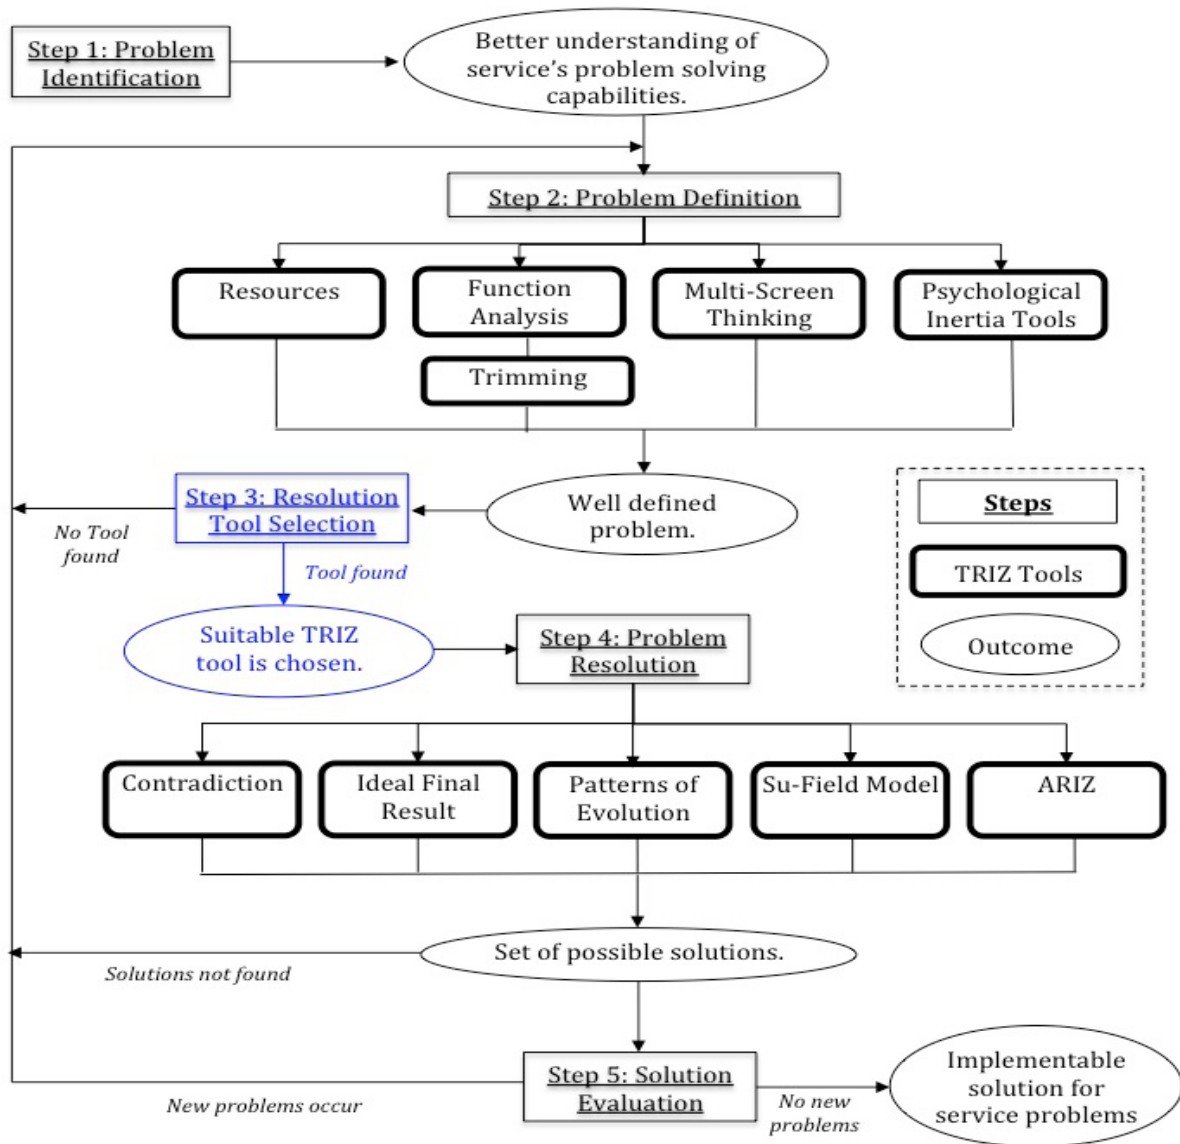 Step 1: Problem
Identification
Better understanding of
service's problem solving
capabilities.
Step 2: Problem Definition
Resources
Function
Analysis
Multi-Screen
Thinking
Psychological
Inertia Tools
Trimming
Step 3: Resolution
Tool Selection
Well defined
problem.
No Tool
found
Tool found
Steps
TRIZ Tools
Outcome
Suitable TRIZ
tool is chosen.
Step 4: Problem
Resolution
Contradiction
Ideal Final
Result
Patterns of
Evolution
Su-Field Model
ARIZ
Set of possible solutions.
Solutions not found
Step 5: Solution
Evaluation
New problems occur
No new
problems
Implementable
solution for
service problems